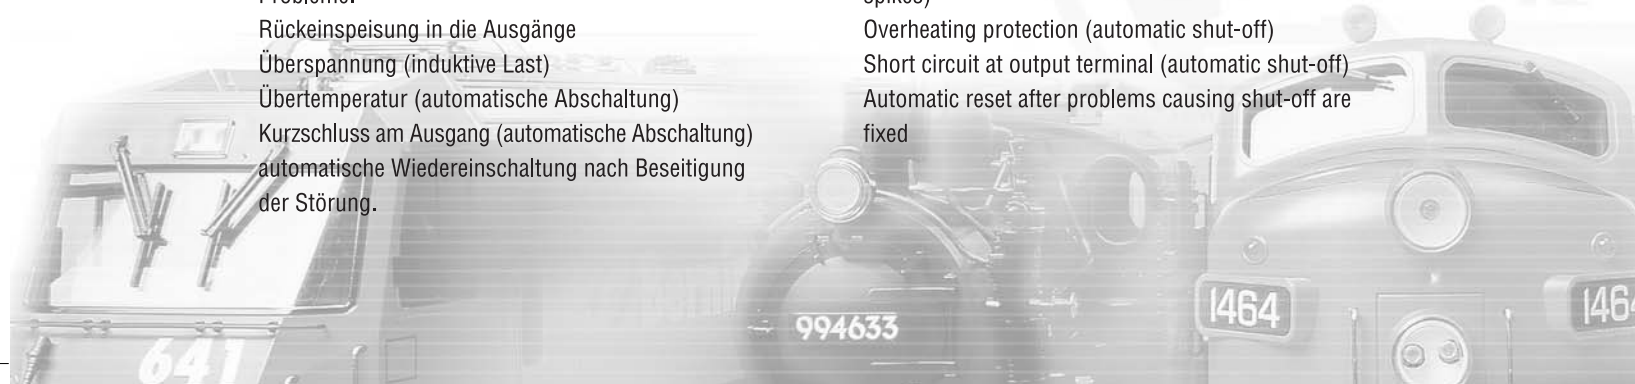 Rückeinspeisung in die Ausgänge
Überspannung (induktive Last)
Übertemperatur (automatische Abschaltung)
Kurzschluss am Ausgang (automatische Abschaltung)
automatische Wiedereinschaltung nach Beseitigung
der Störung.
Overheating protection (automatic shut-off)
Short circuit at output terminal (automatic shut-off)
Automatic reset after problems causing shut-off are
fixed
641
994633
1464